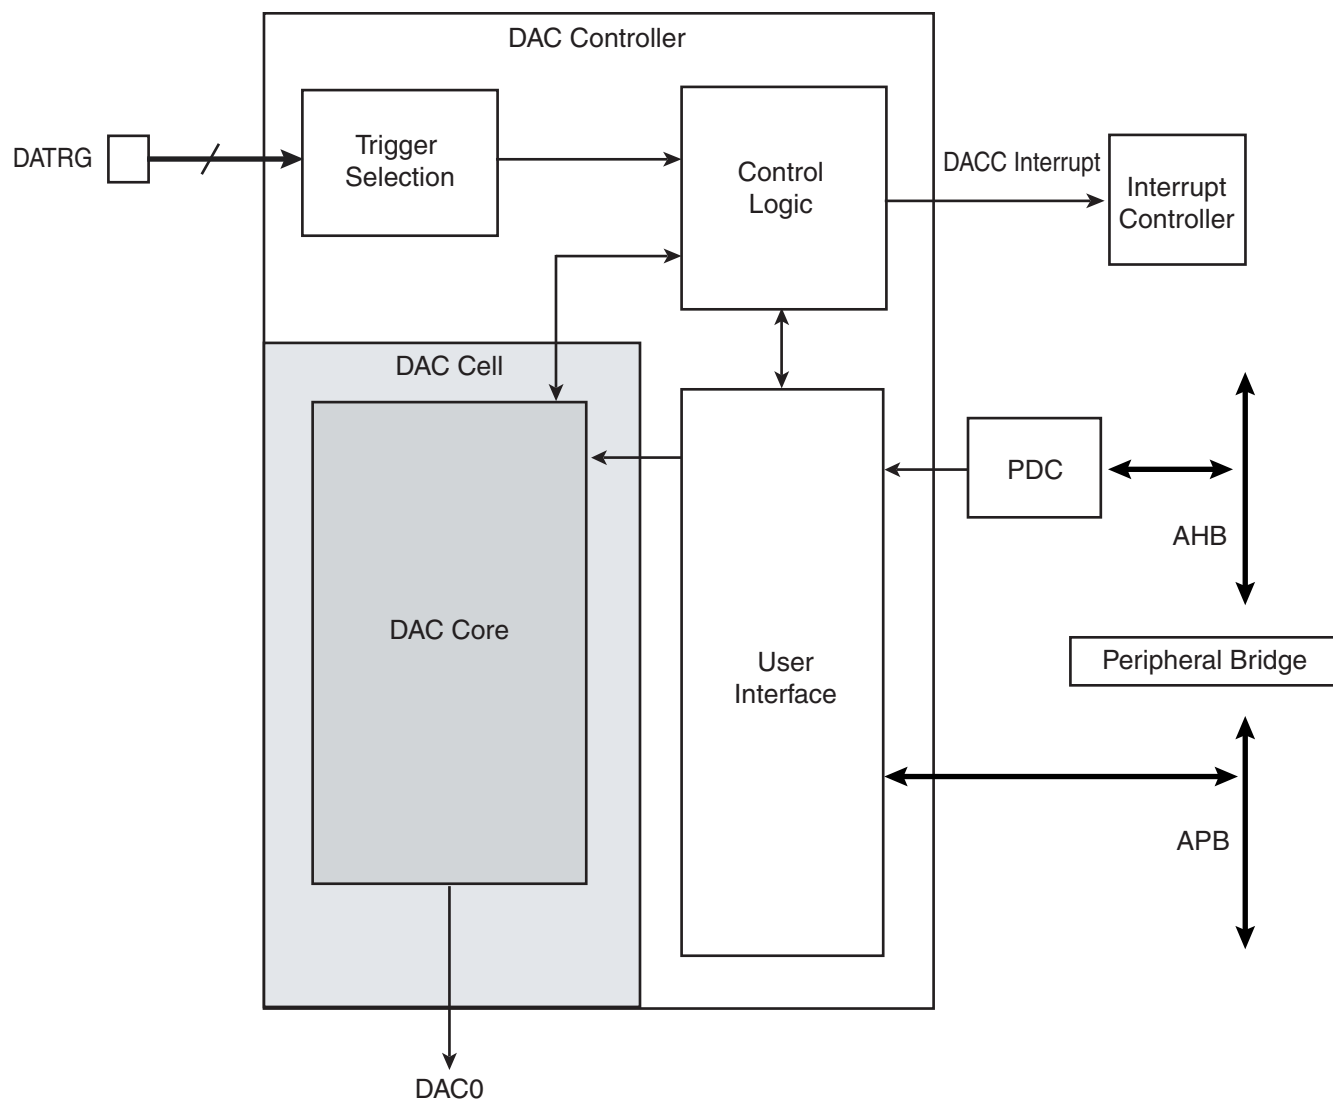 DAC Controller
DATRG
Trigger
Selection
Control
Logic
DACC Interrupt
Interrupt
Controller
DAC Cell
PDC
AHB
DAC Core
User
Interface
Peripheral Bridge
APB
DAC0